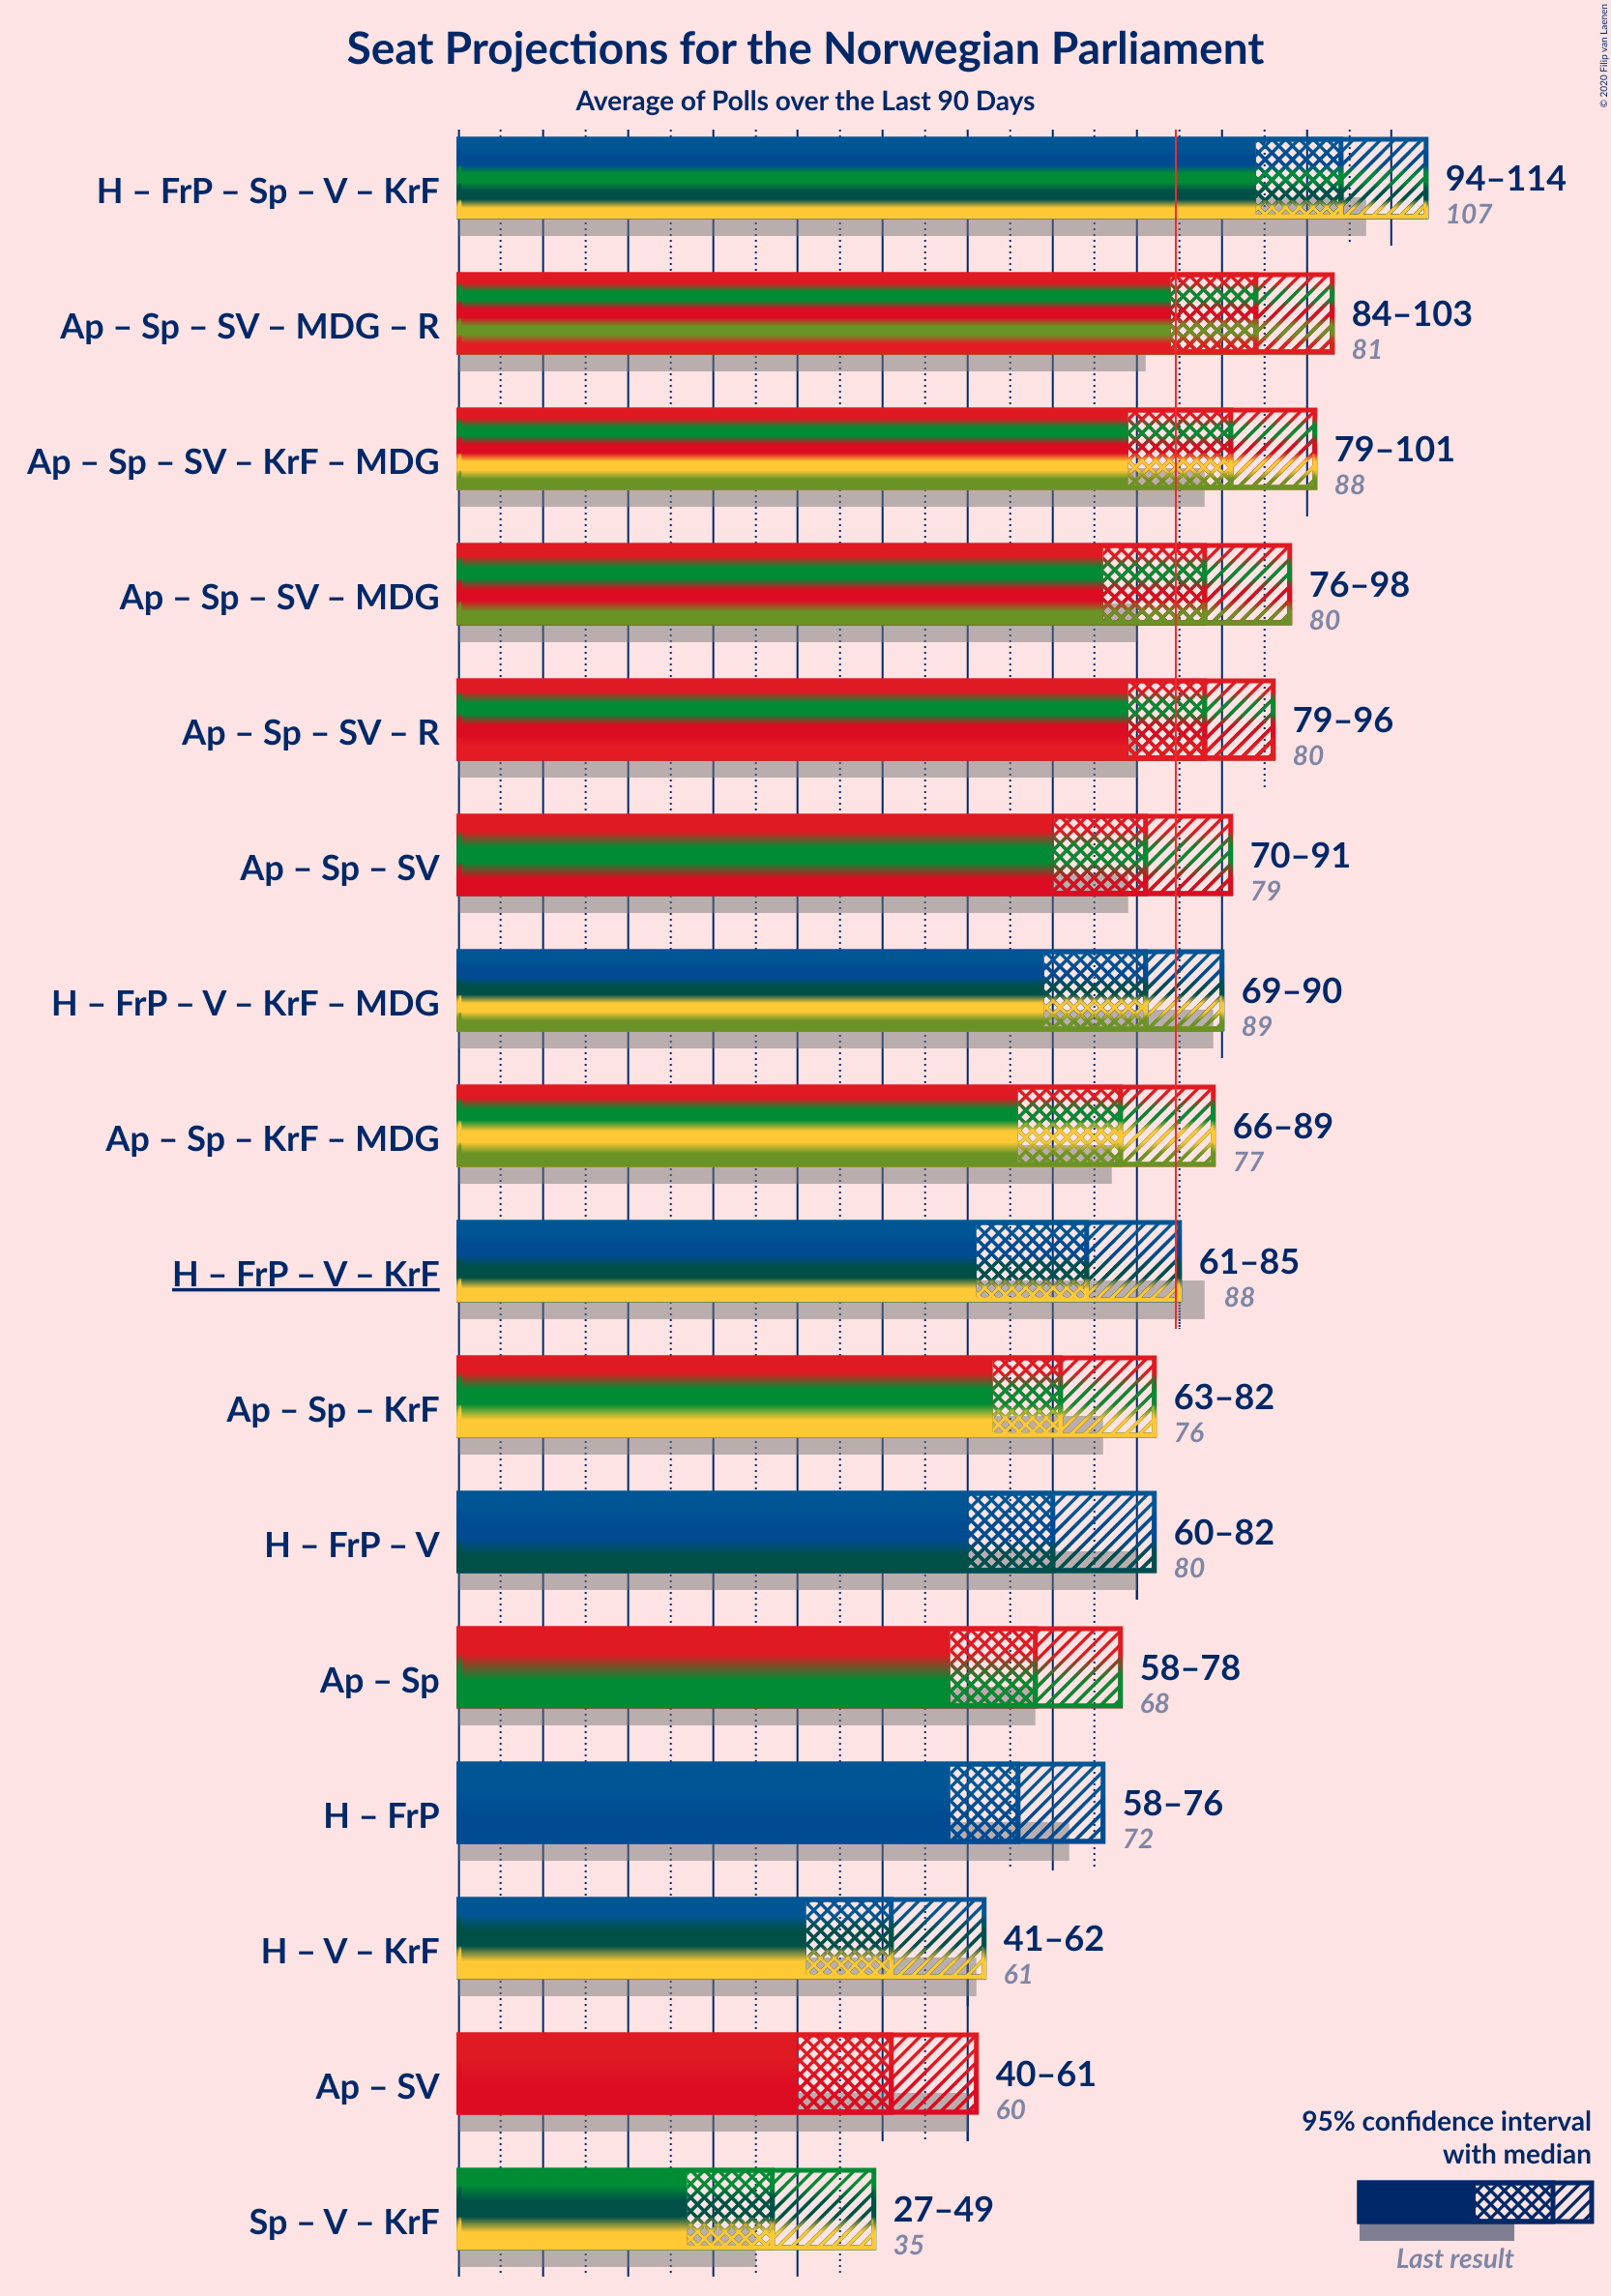 Seat Projections for the Norwegian Parliament
Average of Polls over the Last 90 Days
© 2020 Filip van Laenen
H – FrP – Sp – V – KrF
94–114
107
Ap – Sp – SV – MDG – R
84–103
81
Ap – Sp – SV – KrF – MDG
79–101
88
Ap – Sp – SV – MDG
76–98
80
Ap – Sp – SV – R
79–96
80
Ap – Sp – SV
70–91
79
H – FrP – V – KrF – MDG
69–90
89
Ap – Sp – KrF – MDG
66–89
77
H – FrP – V – KrF
61–85
88
Ap – Sp – KrF
63–82
76
H – FrP – V
60–82
80
Ap – Sp
58–78
68
H – FrP
58–76
72
H – V – KrF
41–62
61
Ap – SV
40–61
60
Sp – V – KrF
27–49
35
95% confidence interval
with median
Last result